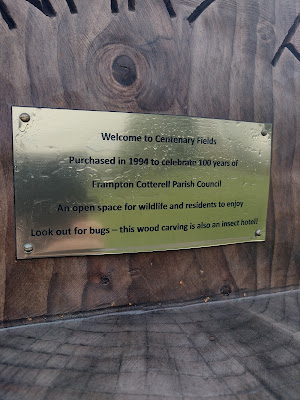 Welcome to Centenary Fields
Purchased in 1994 to celebrate 100 years of
Frampton Cotterell Parish Council
An open space for wildlife and residents to enjoy
Look out for bugs – this wood carving is also an insect hotel!